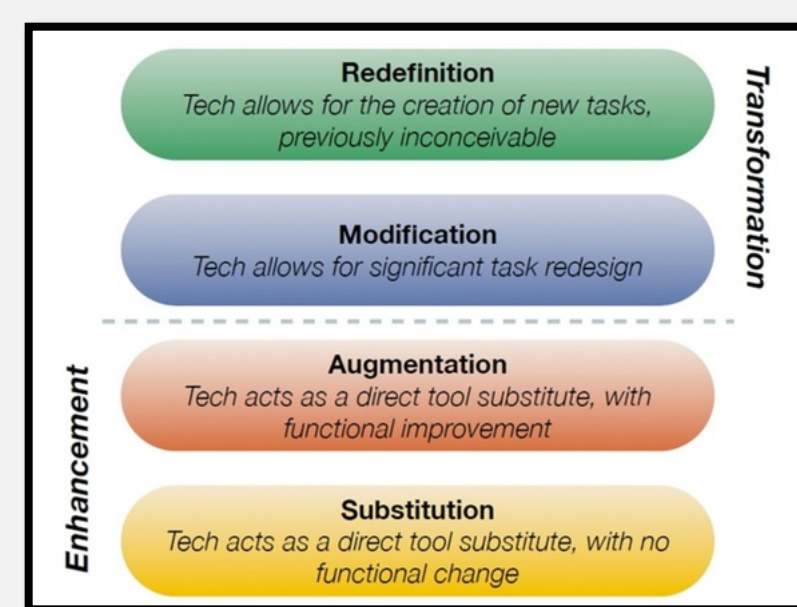 Redefinition
Tech allows for the creation of new tasks,
previously inconceivable
Transformation
Modification
Tech allows for significant task redesign
Augmentation
Tech acts as a direct tool substitute, with
functional improvement
Enhancement
Substitution
Tech acts as a direct tool substitute, with no
functional change